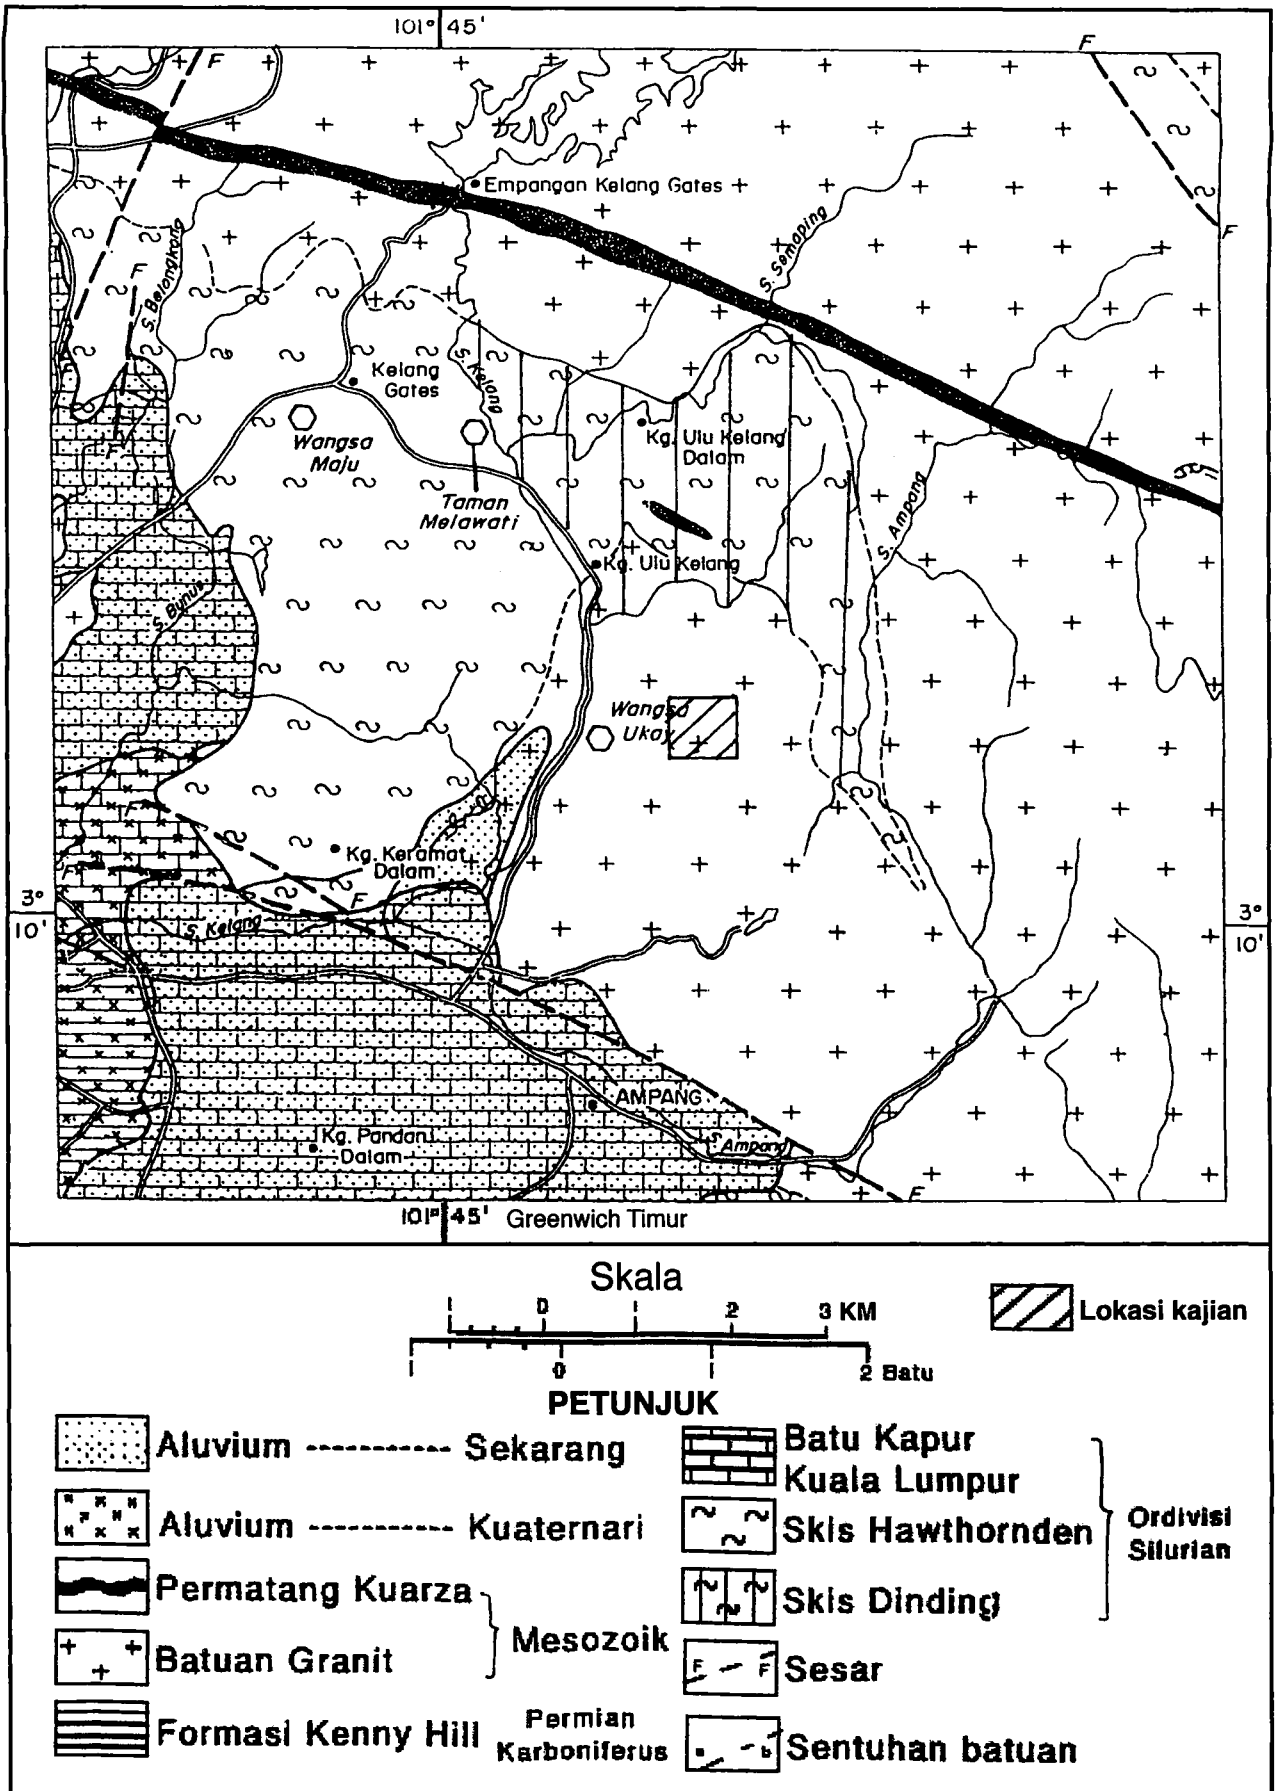 101° 45'
F
F
Empangan Kelang Gates
S. Semaping
F
S. Belongkong
F
S. Kelang
Kelang
Gates
Wangsa
Maju
Kg. Ulu Kelang
Dalam
Taman
Melawati
S. Ampang
F
Kg. Ulu Kelang
S. Bunus
Wangsa
Ukay
F
Kg. Keramat
Dalam
F
F
3°
10'
S. Kelang
3°
10'
AMPANG
Kg. Pandan
Dalam
S. Ampang
F
101° 45' Greenwich Timur
Skala
1 0 1 2 3 KM
1 0 1 2 Batu
Lokasi kajian
PETUNJUK
Aluvium Sekarang
Aluvium Kuaternari
Permatang Kuarza
Batuan Granit
Mesozoik
Formasi Kenny Hill
Permian
Karboniferus
Batu Kapur
Kuala Lumpur
Skis Hawthornden
Skis Dinding
Ordivisi
Silurian
F F
Sesar
Sentuhan batuan